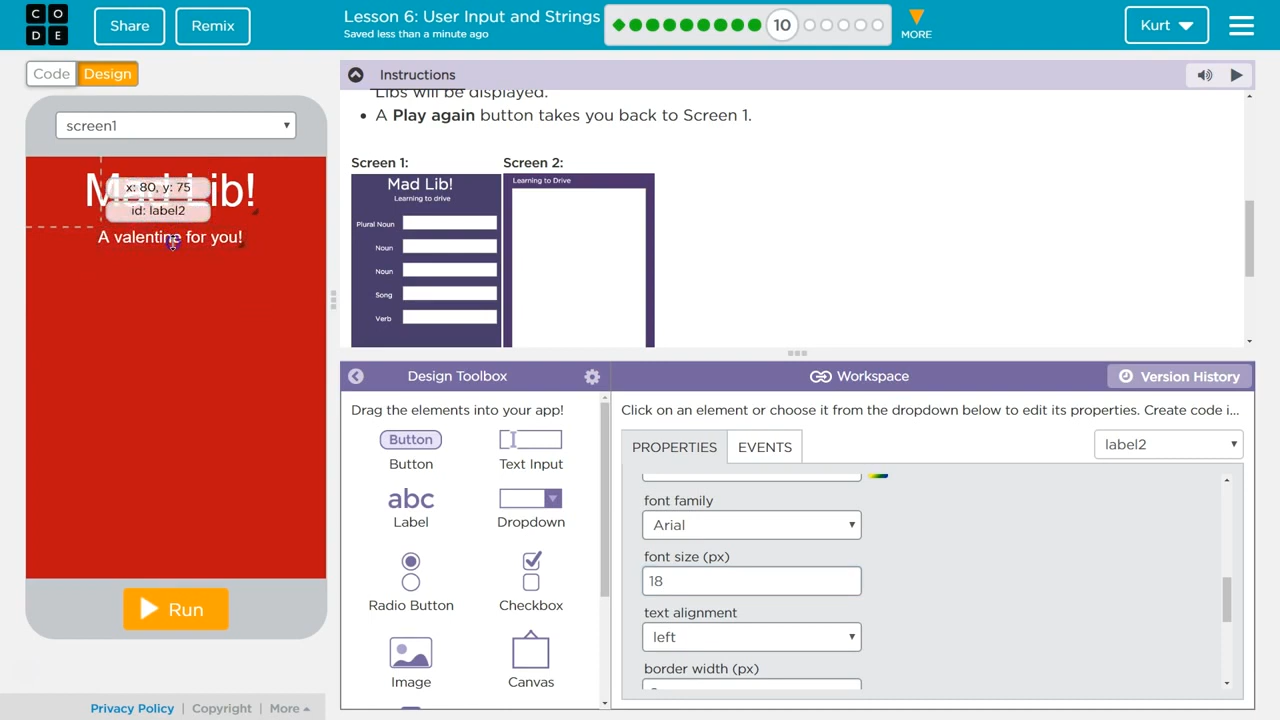 C O
D E
Share
Remix
Lesson 6: User Input and Strings
Saved less than a minute ago
10
MORE
Kurt
Code
Design
Instructions
screen1
Libs will be displayed.
A Play again button takes you back to Screen 1.
Screen 1:
Screen 2:
Mad Lib!
x: 80, y: 75
id: label2
A valentine for you!
Mad Lib!
Learning to drive
Plural Noun
Noun
Noun
Song
Verb
Learning to Drive
Design Toolbox
Workspace
Version History
Drag the elements into your app!
Click on an element or choose it from the dropdown below to edit its properties. Create code i...
Button
Button
Text Input
abc
Label
Dropdown
Radio Button
Checkbox
Image
Canvas
PROPERTIES
EVENTS
label2
font family
Arial
font size (px)
18
text alignment
left
border width (px)
Run
Privacy Policy | Copyright | More